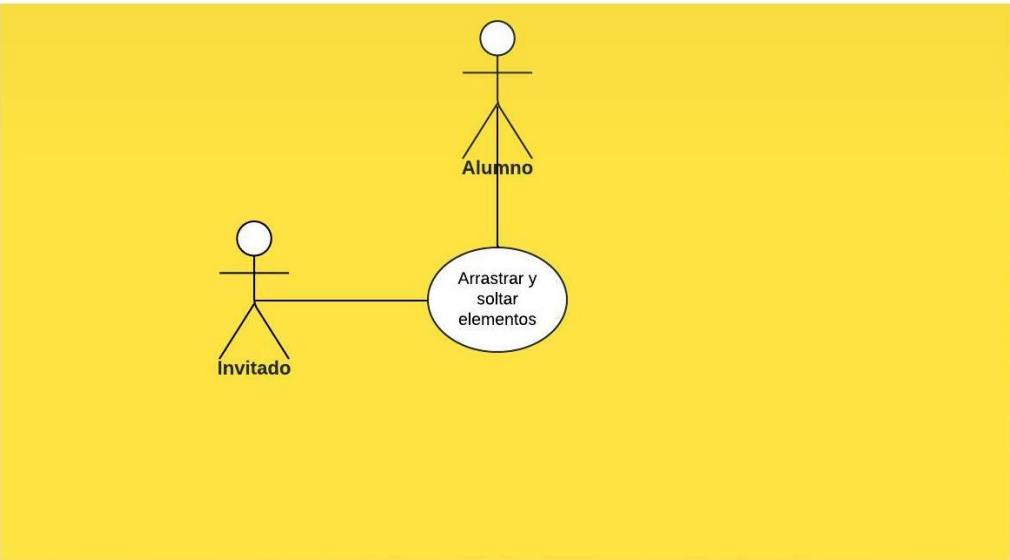 Alumno
Arrastrar y
soltar
elementos
Invitado